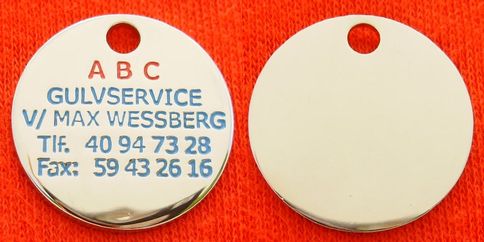 A B C
GULVSERVICE
V/ MAX WESSBERG
Tlf. 40 94 73 28
Fax: 59 43 26 16